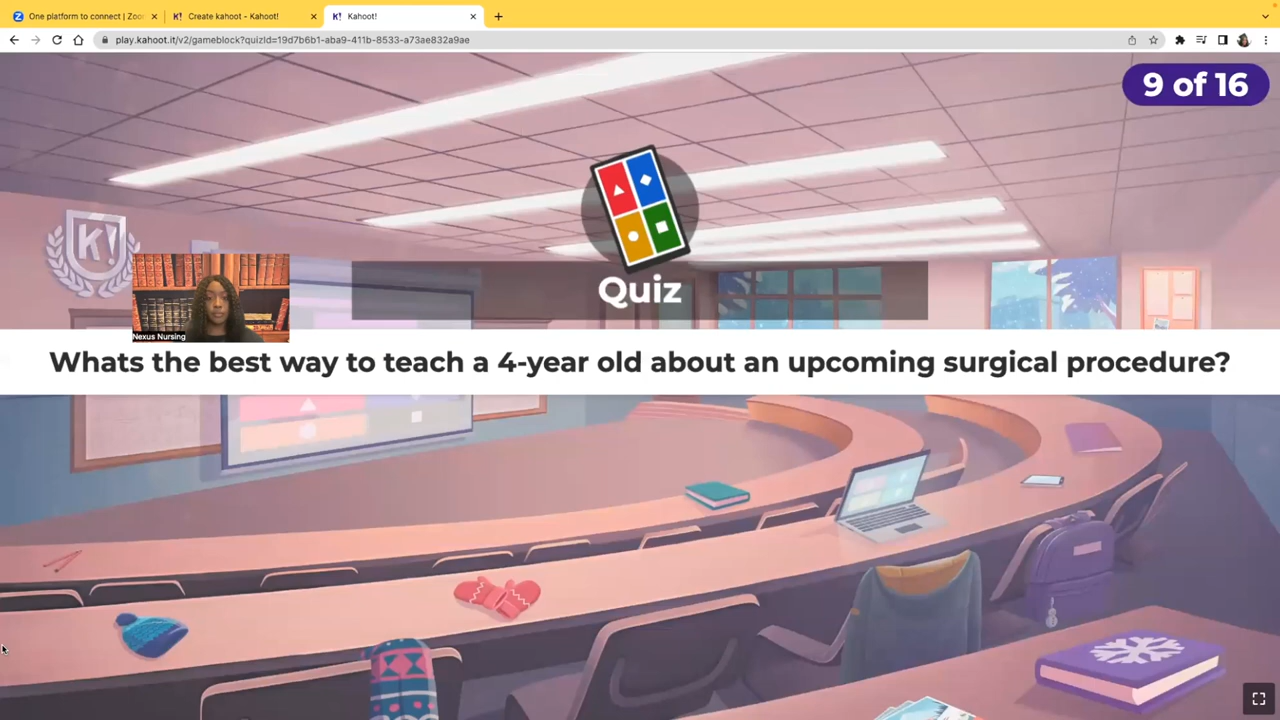 One platform to connect | Zoo
Create kahoot - Kahoot!
Kahoot!
play.kahoot.it/v2/gameblock?quizId=19d7b6b1-aba9-411b-8533-a73ae832a9ae
9 of 16
K!
Quiz
Nexus Nursing
Whats the best way to teach a 4-year old about an upcoming surgical procedure?